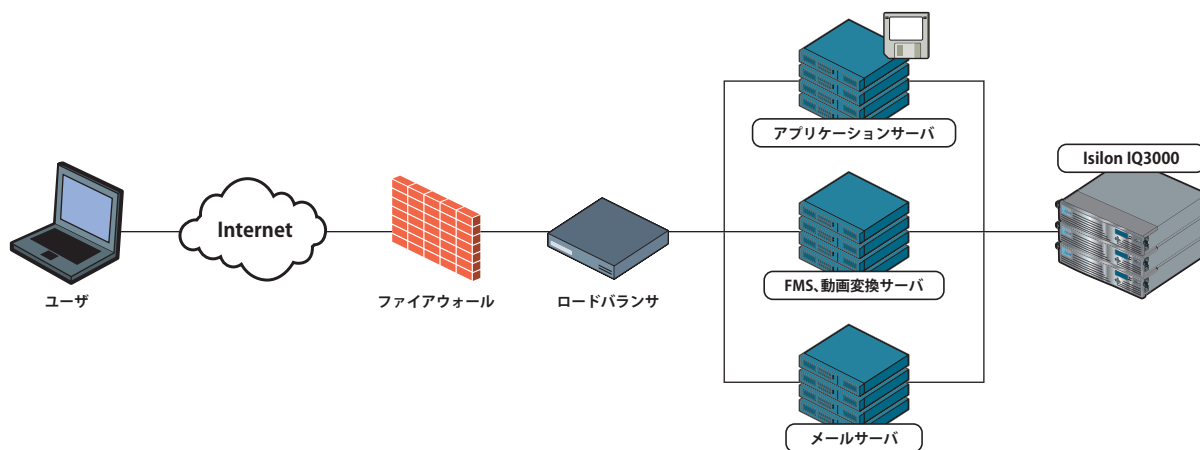 ユーザ
Internet
ファイアウォール
ロードバランサ
アプリケーションサーバ
FMS、動画変換サーバ
メールサーバ
Isilon IQ3000